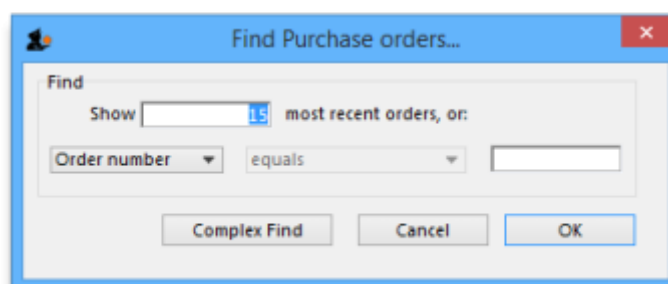 Find Purchase orders...
Find
Show 15 most recent orders, or:
Order number equals
Complex Find Cancel OK